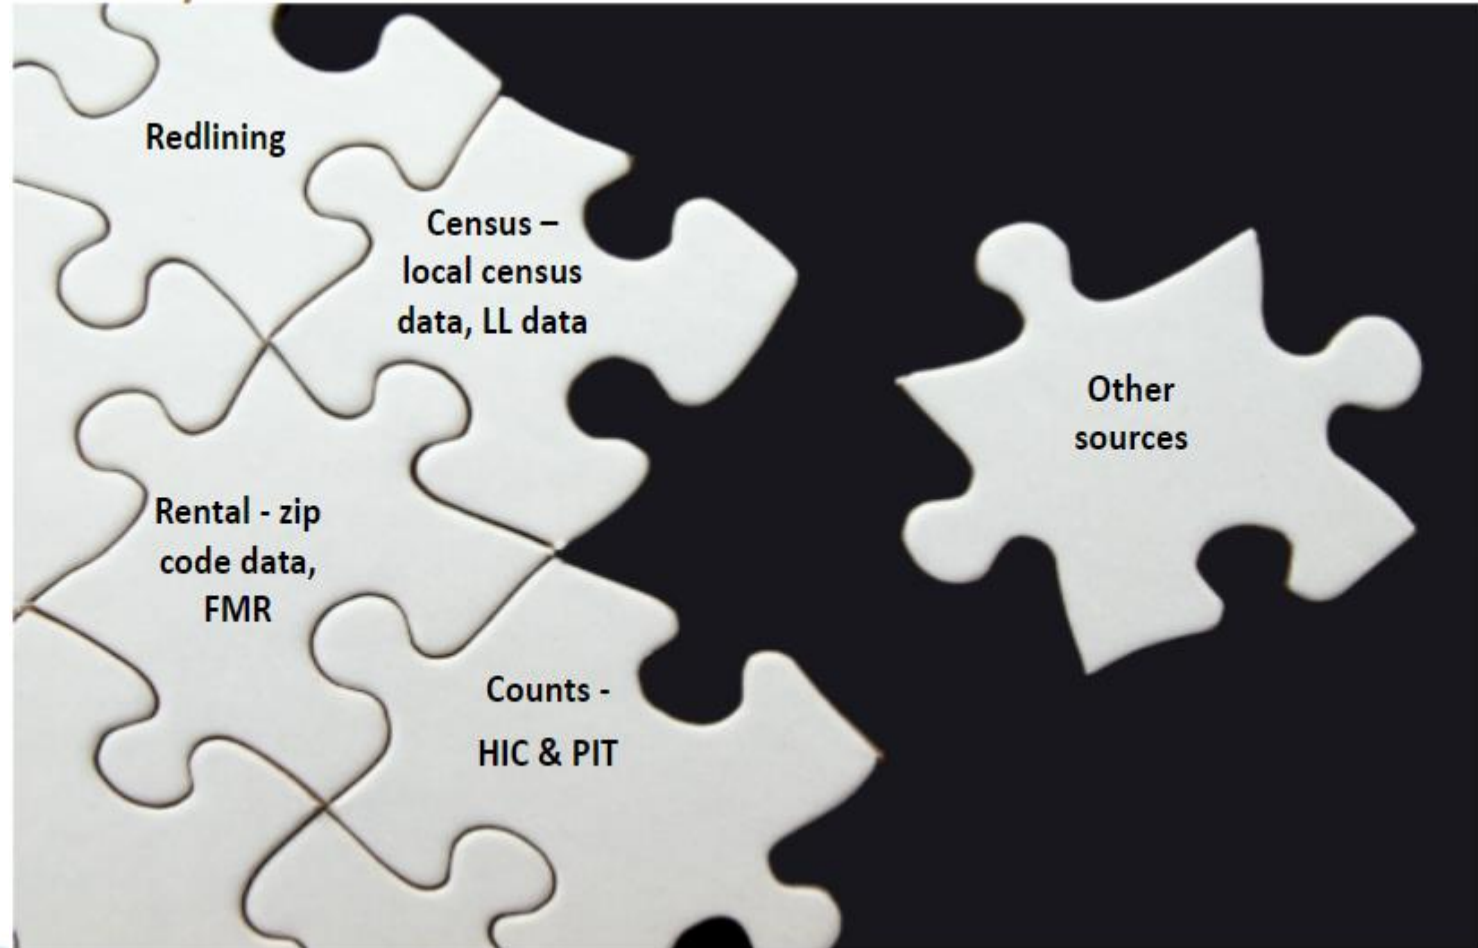 Redlining
Census –
local census
data, LL data
Other
sources
Rental - zip
code data,
FMR
Counts -
HIC & PIT